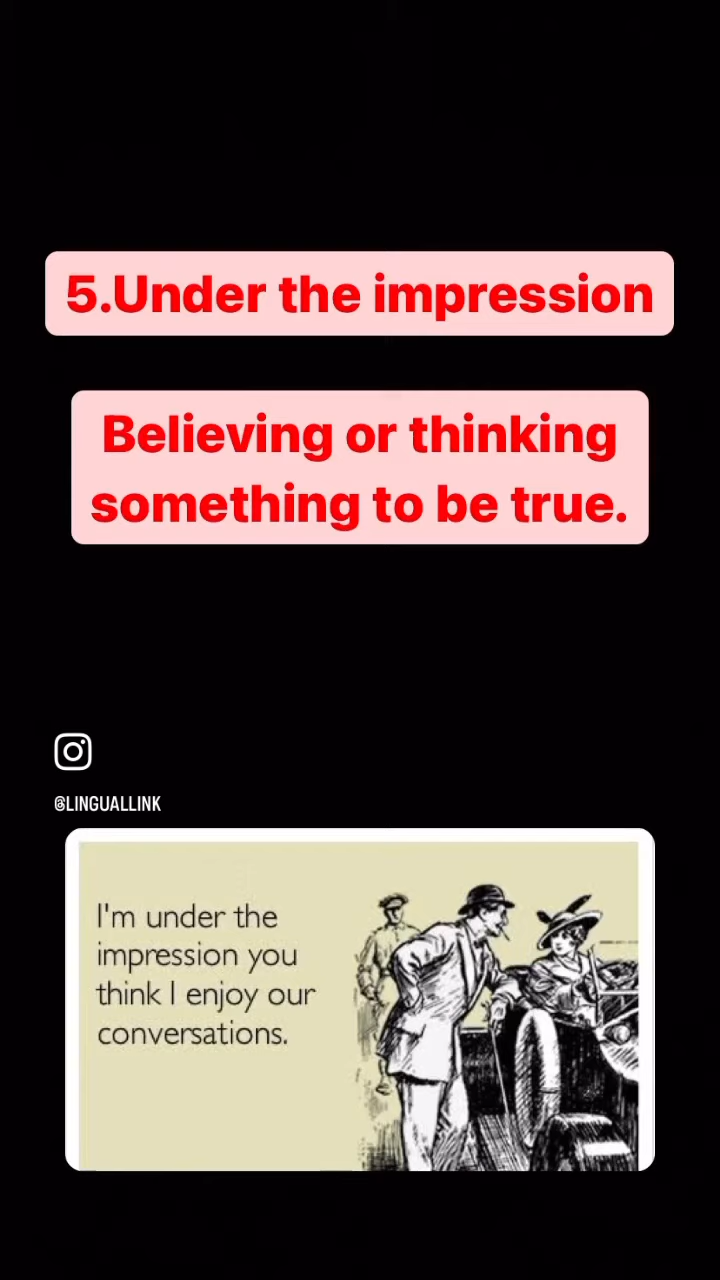 5.Under the impression
Believing or thinking
something to be true.
@LINGUALLINK
I'm under the
impression you
think I enjoy our
conversations.